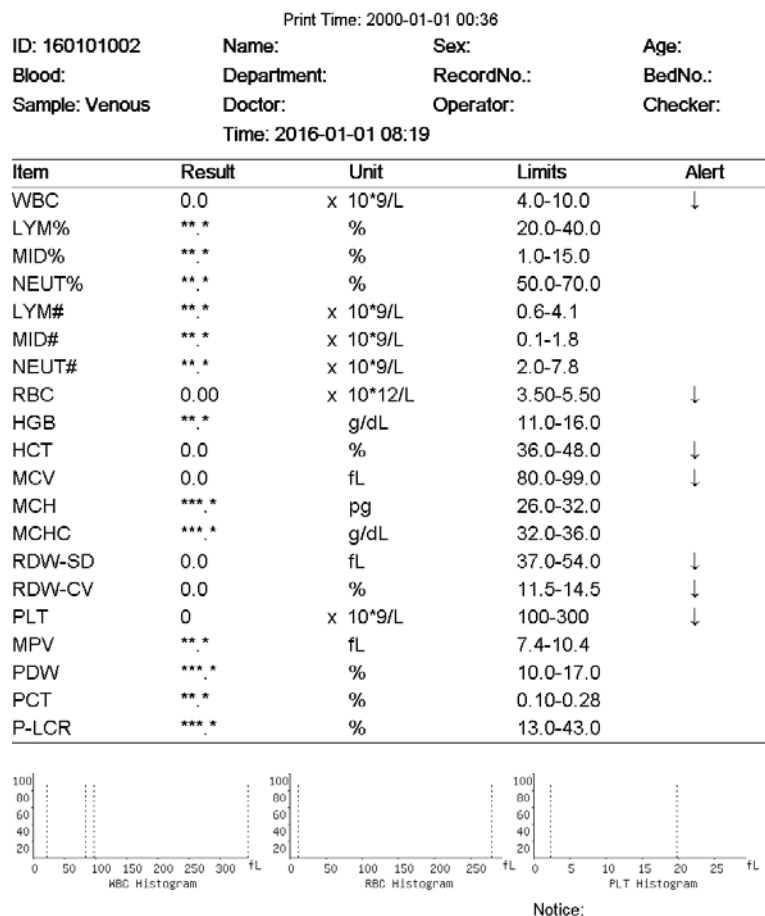 Print Time: 2000-01-01 00:36
ID: 160101002 Name: Sex: Age:
Blood: Department: RecordNo.: BedNo.:
Sample: Venous Doctor: Operator: Checker:
Time: 2016-01-01 08:19
Item Result Unit Limits Alert
WBC 0.0 x 10*9/L 4.0-10.0 ↓
LYM% **.* % 20.0-40.0
MID% **.* % 1.0-15.0
NEUT% **.* % 50.0-70.0
LYM# **.* x 10*9/L 0.6-4.1
MID# **.* x 10*9/L 0.1-1.8
NEUT# **.* x 10*9/L 2.0-7.8
RBC 0.00 x 10*12/L 3.50-5.50 ↓
HGB **.* g/dL 11.0-16.0
HCT 0.0 % 36.0-48.0 ↓
MCV 0.0 fL 80.0-99.0 ↓
MCH ***.* pg 26.0-32.0
MCHC ***.* g/dL 32.0-36.0
RDW-SD 0.0 fL 37.0-54.0 ↓
RDW-CV 0.0 % 11.5-14.5 ↓
PLT 0 x 10*9/L 100-300 ↓
MPV **.* fL 7.4-10.4
PDW ***.* % 10.0-17.0
PCT **.* % 0.10-0.28
P-LCR ***.* % 13.0-43.0
100 100 100
80 80 80
60 60 60
40 40 40
20 20 20
0 50 100 150 200 250 300 fL 0 50 100 150 200 250 fL 0 5 10 15 20 25 fL
WBC Histogram RBC Histogram PLT Histogram
Notice: